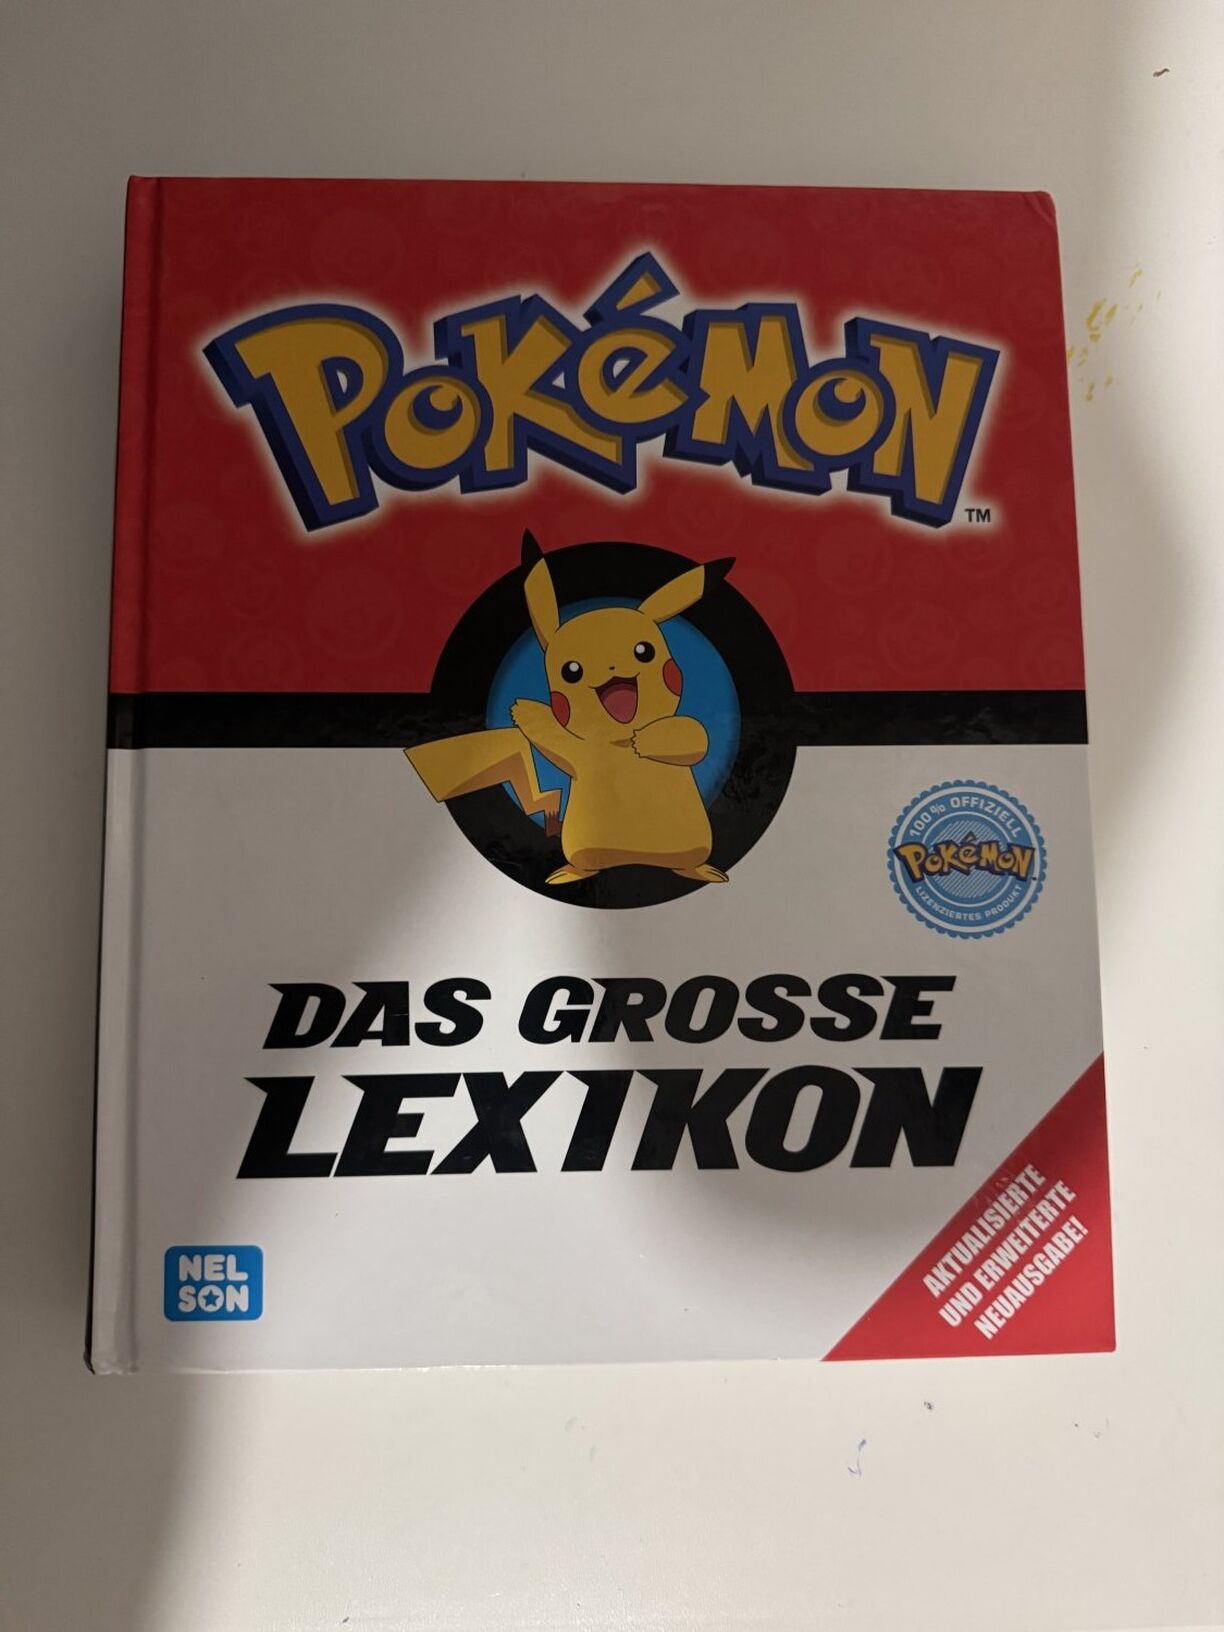 POKéMON
TM
100% OFFIZIELL
POKéMON
LIZENZIERTES PRODUKT
DAS GROSSE
LEXIKON
NEL
SON
AKTUALISIERTE
UND ERWEITERTE
NEUAUSGABE!